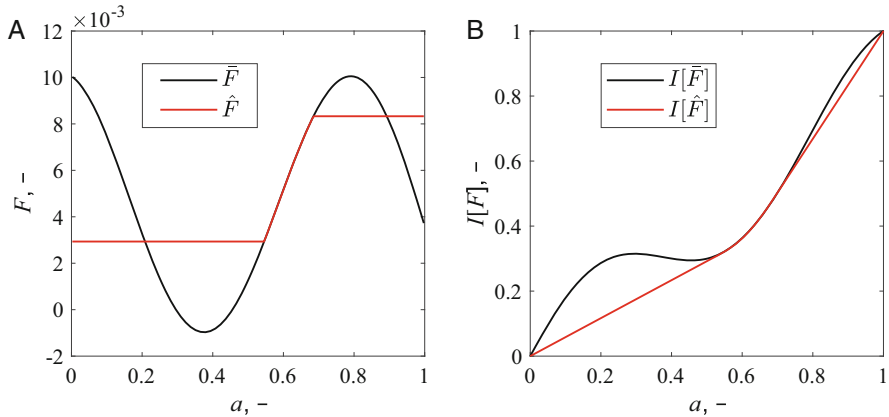 A
×10⁻³
12
10
8
6
4
2
0
-2
F, –
F̄
F̂
0 0.2 0.4 0.6 0.8 1
a, –
B
1
0.8
0.6
0.4
0.2
0
I[F], –
I[F̄]
I[F̂]
0 0.2 0.4 0.6 0.8 1
a, –